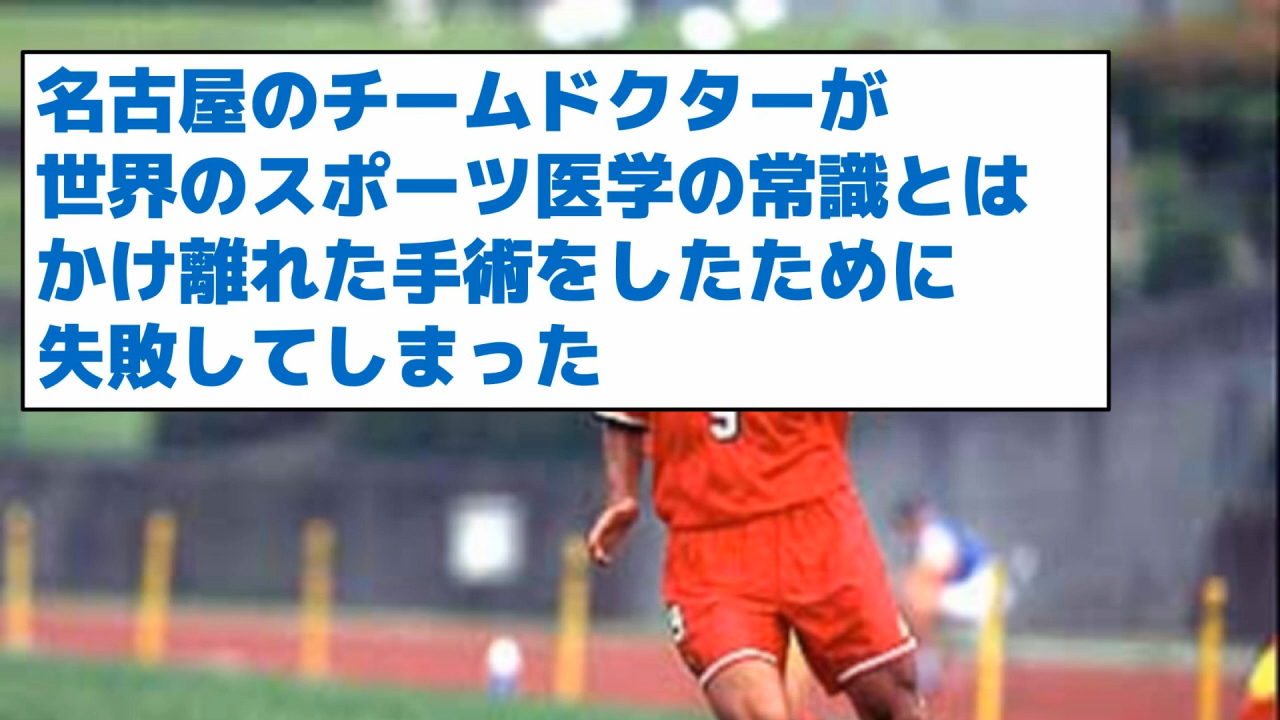 名古屋のチームドクターが
世界のスポーツ医学の常識とは
かけ離れた手術をしたために
失敗してしまった